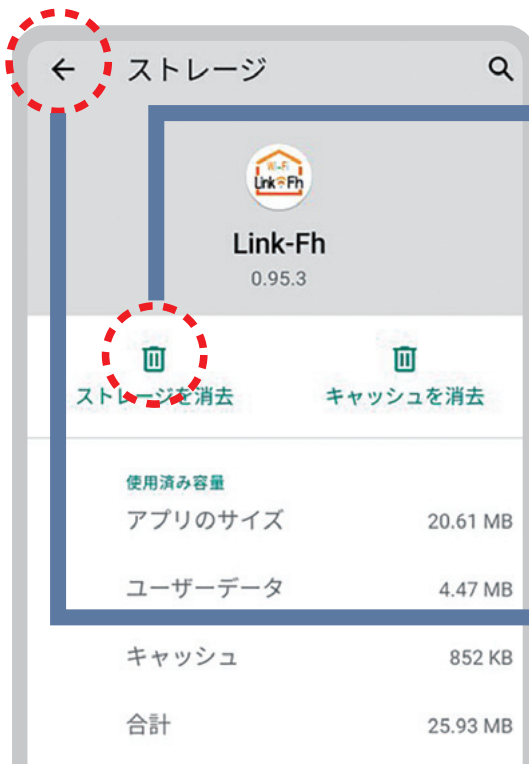 ← ストレージ
Wi-Fi
Link Fh
Link-Fh
0.95.3
ストレージを消去 キャッシュを消去
使用済み容量
アプリのサイズ 20.61 MB
ユーザーデータ 4.47 MB
キャッシュ 852 KB
合計 25.93 MB